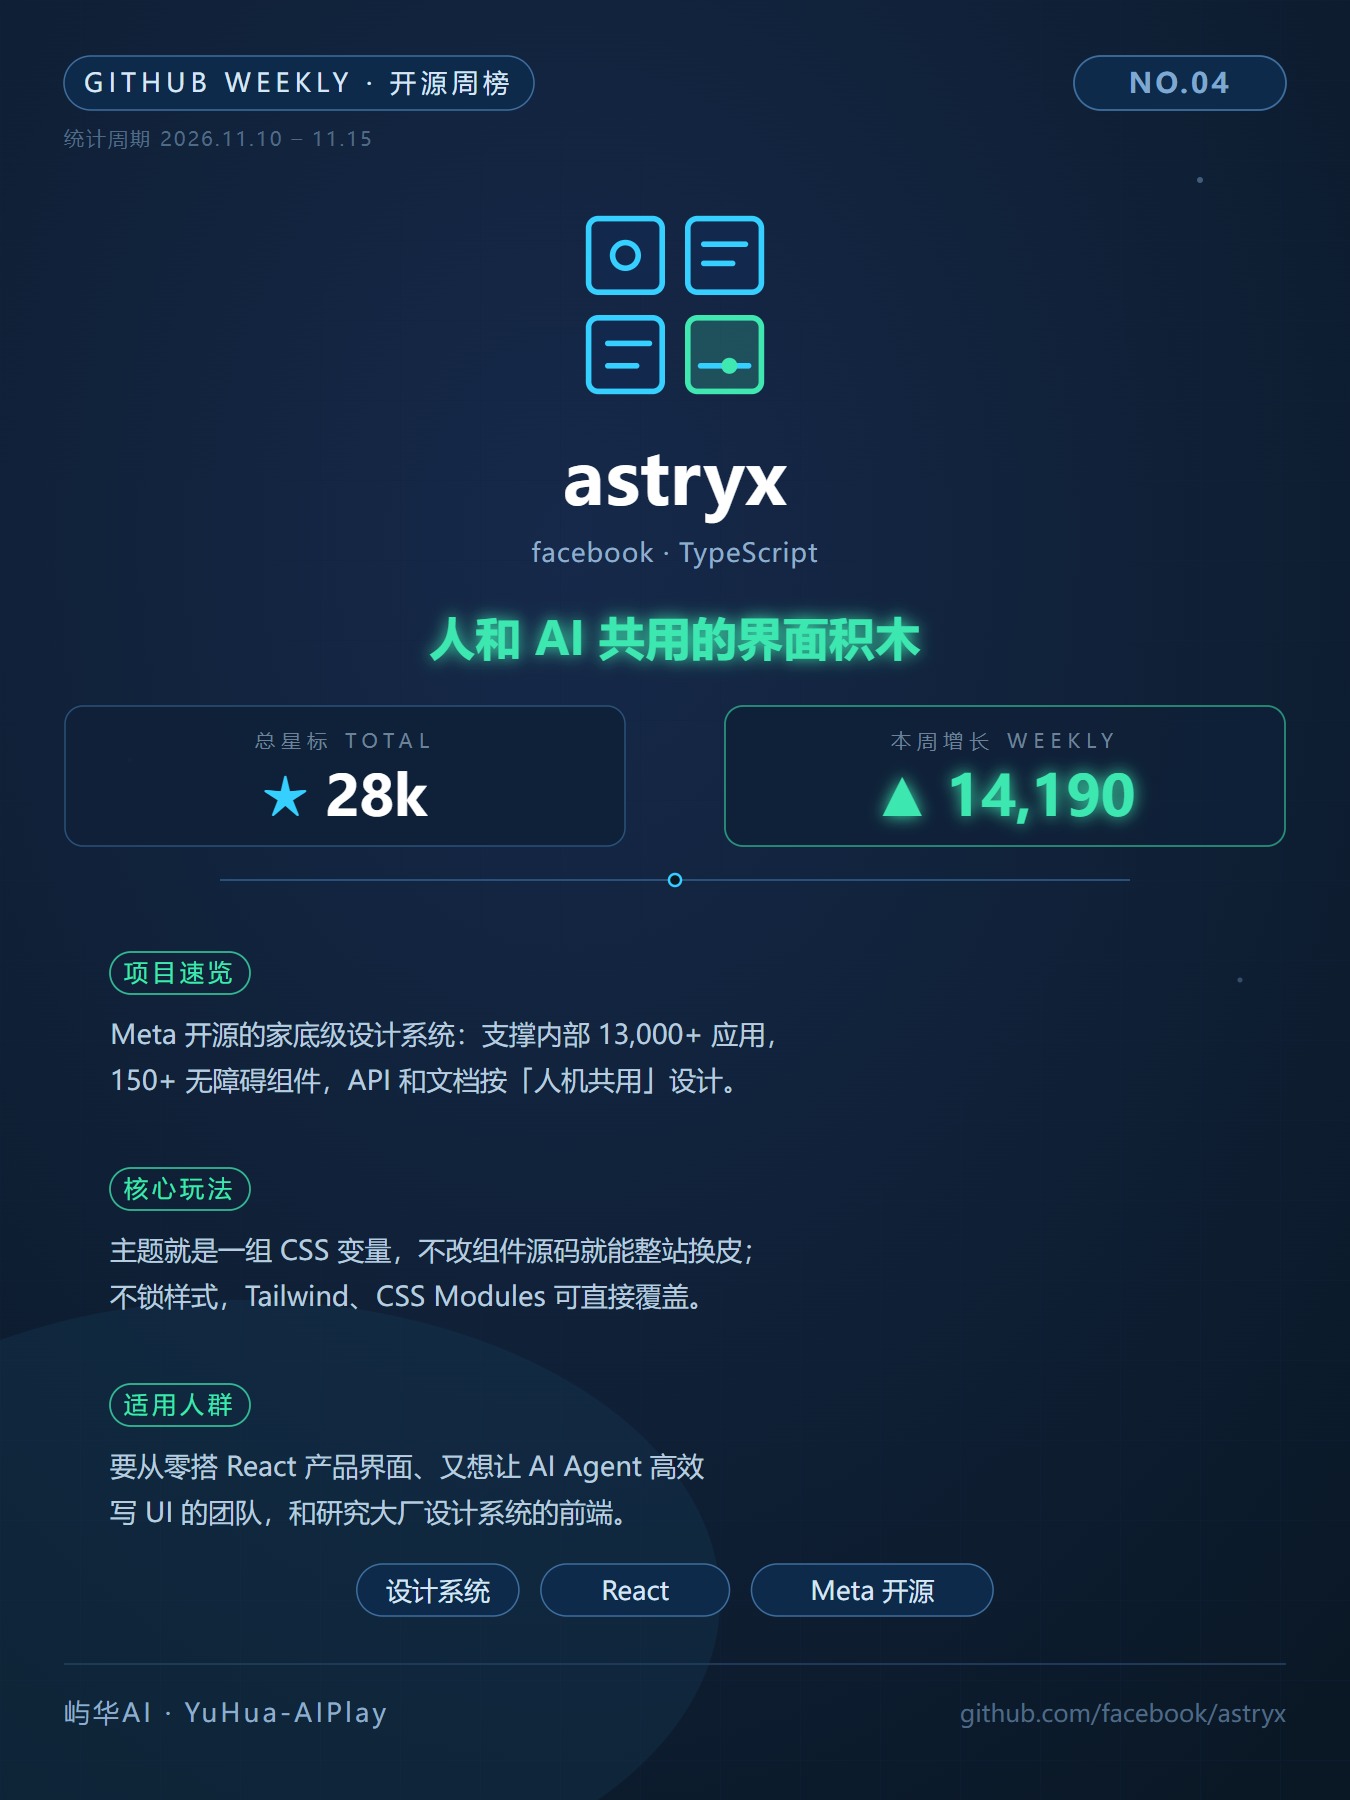 GITHUB WEEKLY · 开源周榜
NO.04
统计周期 2026.11.10 – 11.15
astryx
facebook · TypeScript
人和 AI 共用的界面积木
总星标 TOTAL
★ 28k
本周增长 WEEKLY
▲ 14,190
项目速览
Meta 开源的家底级设计系统：支撑内部 13,000+ 应用，
150+ 无障碍组件，API 和文档按「人机共用」设计。
核心玩法
主题就是一组 CSS 变量，不改组件源码就能整站换皮；
不锁样式，Tailwind、CSS Modules 可直接覆盖。
适用人群
要从零搭 React 产品界面、又想让 AI Agent 高效
写 UI 的团队，和研究大厂设计系统的前端。
设计系统
React
Meta 开源
屿华AI · YuHua-AIPlay
github.com/facebook/astryx